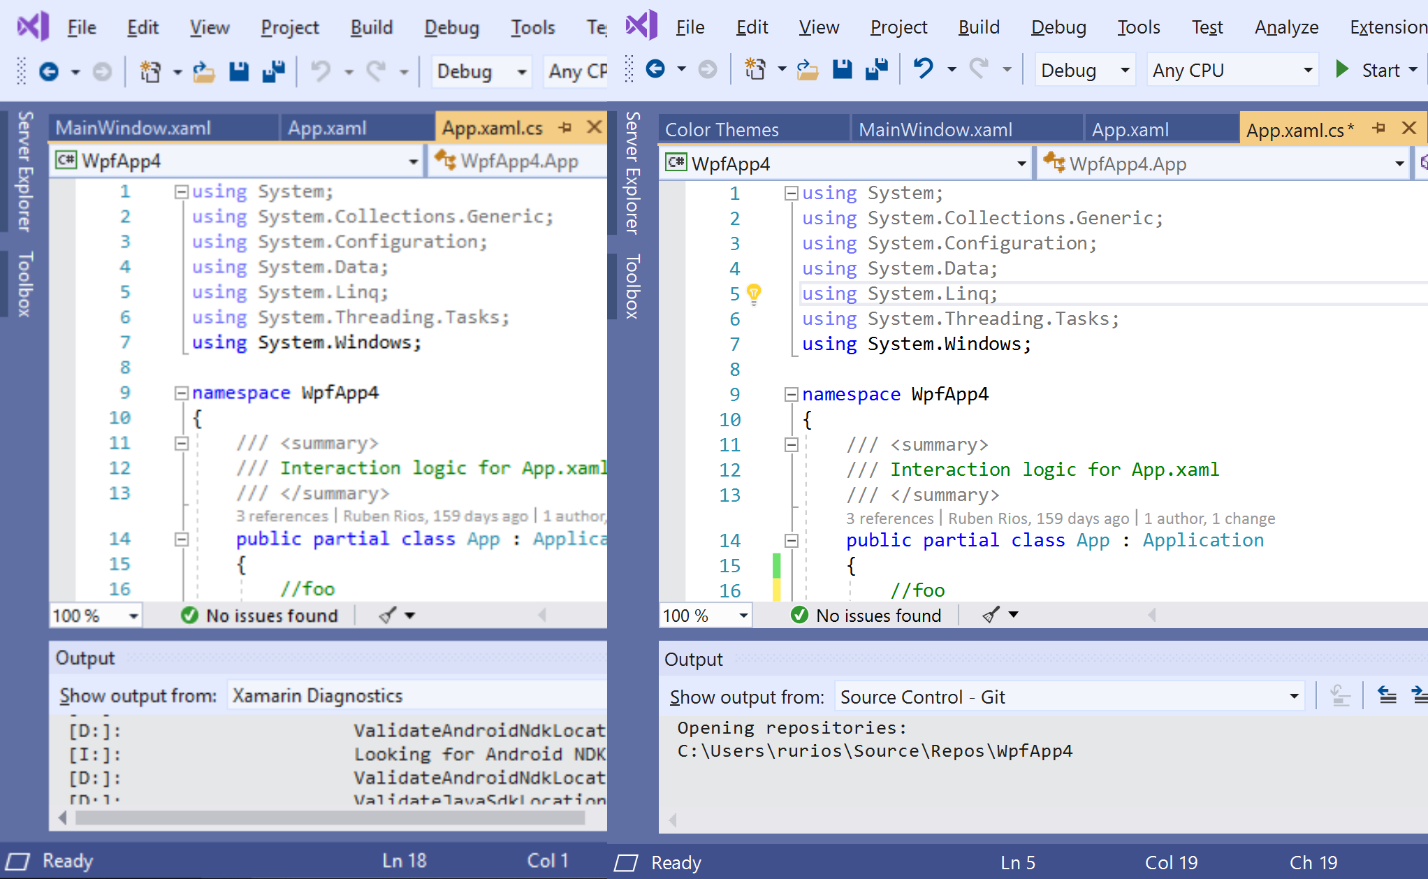 File Edit View Project Build Debug Tools Te
Debug Any CP
Server Explorer
Toolbox
MainWindow.xaml App.xaml App.xaml.cs
C# WpfApp4 WpfApp4.App
1 using System;
2 using System.Collections.Generic;
3 using System.Configuration;
4 using System.Data;
5 using System.Linq;
6 using System.Threading.Tasks;
7 using System.Windows;
8
9 namespace WpfApp4
10 {
11 /// <summary>
12 /// Interaction logic for App.xaml
13 /// </summary>
3 references | Ruben Rios, 159 days ago | 1 author,
14 public partial class App : Applica
15 {
16 //foo
100 % No issues found
Output
Show output from: Xamarin Diagnostics
[D:]: ValidateAndroidNdkLocat
[I:]: Looking for Android NDK
[D:]: ValidateAndroidNdkLocat
[D:]: ValidateJavaSdkLocation
Ready Ln 18 Col 1
File Edit View Project Build Debug Tools Test Analyze Extension
Debug Any CPU Start
Server Explorer
Toolbox
Color Themes MainWindow.xaml App.xaml App.xaml.cs*
C# WpfApp4 WpfApp4.App
1 using System;
2 using System.Collections.Generic;
3 using System.Configuration;
4 using System.Data;
5 using System.Linq;
6 using System.Threading.Tasks;
7 using System.Windows;
8
9 namespace WpfApp4
10 {
11 /// <summary>
12 /// Interaction logic for App.xaml
13 /// </summary>
3 references | Ruben Rios, 159 days ago | 1 author, 1 change
14 public partial class App : Application
15 {
16 //foo
100 % No issues found
Output
Show output from: Source Control - Git
Opening repositories:
C:\Users\rurios\Source\Repos\WpfApp4
Ready Ln 5 Col 19 Ch 19